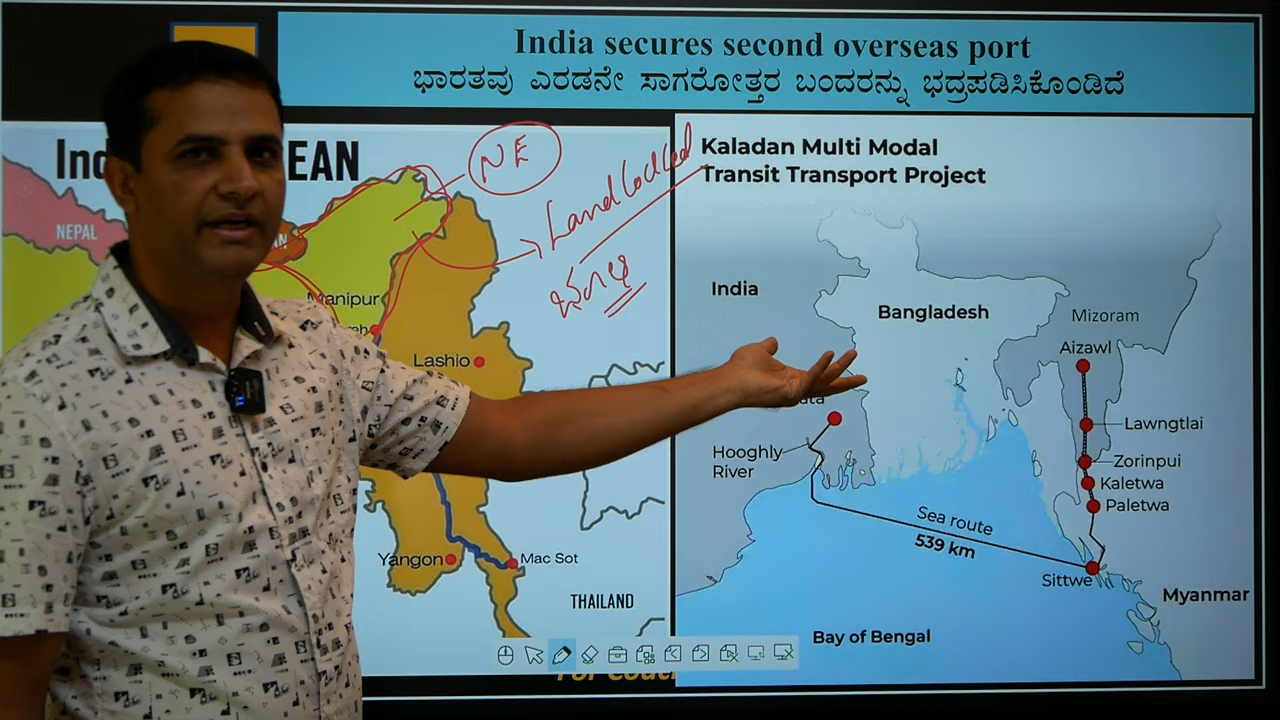 India secures second overseas port
ಭಾರತವು ಎರಡನೇ ಸಾಗರೋತ್ತರ ಬಂದರನ್ನು ಭದ್ರಪಡಿಸಿಕೊಂಡಿದೆ
NE
Landlocked
NEPAL
Manipur
Lashio
Yangon
Mac Sot
THAILAND
Kaladan Multi Modal
Transit Transport Project
India
Bangladesh
Mizoram
Aizawl
Lawngtlai
Hooghly
River
Zorinpui
Kaletwa
Paletwa
Sea route
539 km
Sittwe
Myanmar
Bay of Bengal